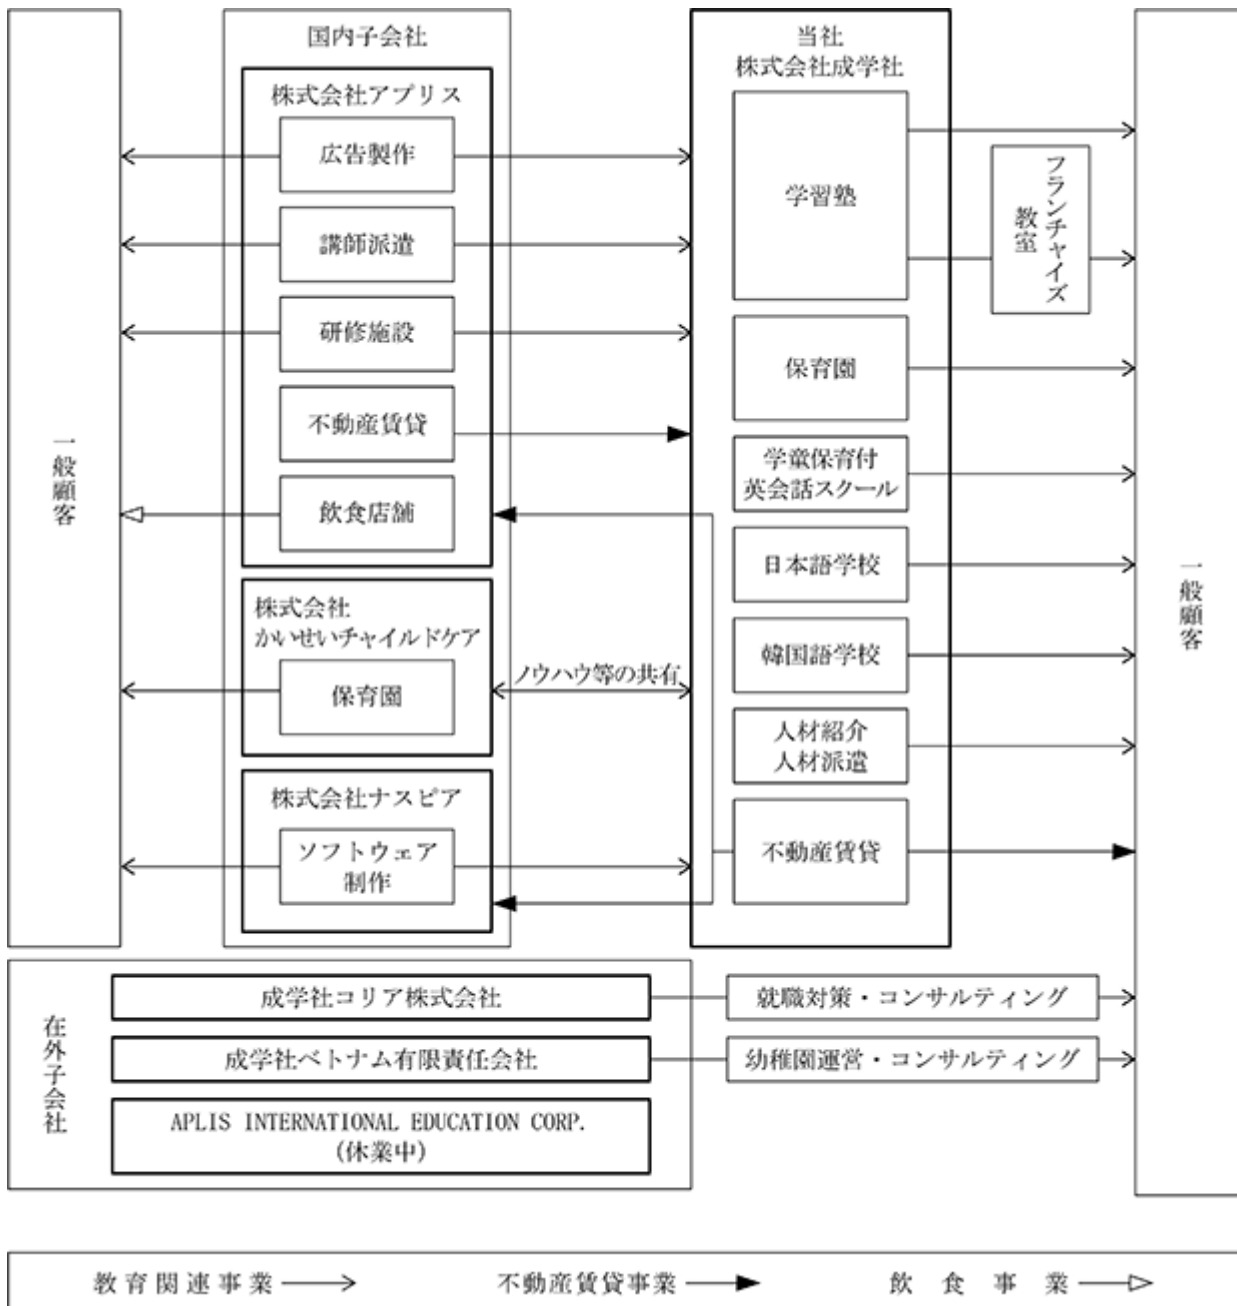 一般顧客
国内子会社
株式会社アプリス
広告製作
講師派遣
研修施設
不動産賃貸
飲食店舗
株式会社
かいせいチャイルドケア
保育園
株式会社ナスピア
ソフトウェア
制作
ノウハウ等の共有
当社
株式会社成学社
学習塾
フランチャイズ
教室
保育園
学童保育付
英会話スクール
日本語学校
韓国語学校
人材紹介
人材派遣
不動産賃貸
一般顧客
在外子会社
成学社コリア株式会社
就職対策・コンサルティング
成学社ベトナム有限責任会社
幼稚園運営・コンサルティング
APLIS INTERNATIONAL EDUCATION CORP.
(休業中)
教育関連事業
不動産賃貸事業
飲食事業